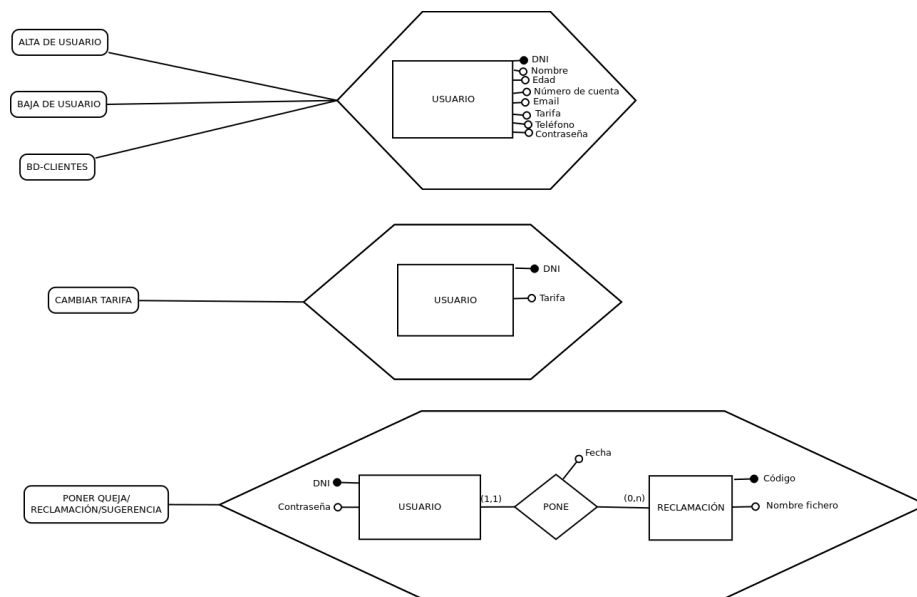 ALTA DE USUARIO
BAJA DE USUARIO
BD-CLIENTES
USUARIO
DNI
Nombre
Edad
Número de cuenta
Email
Tarifa
Teléfono
Contraseña
CAMBIAR TARIFA
USUARIO
DNI
Tarifa
PONER QUEJA/
RECLAMACIÓN/SUGERENCIA
DNI
Contraseña
USUARIO
(1,1)
PONE
Fecha
(0,n)
RECLAMACIÓN
Código
Nombre fichero